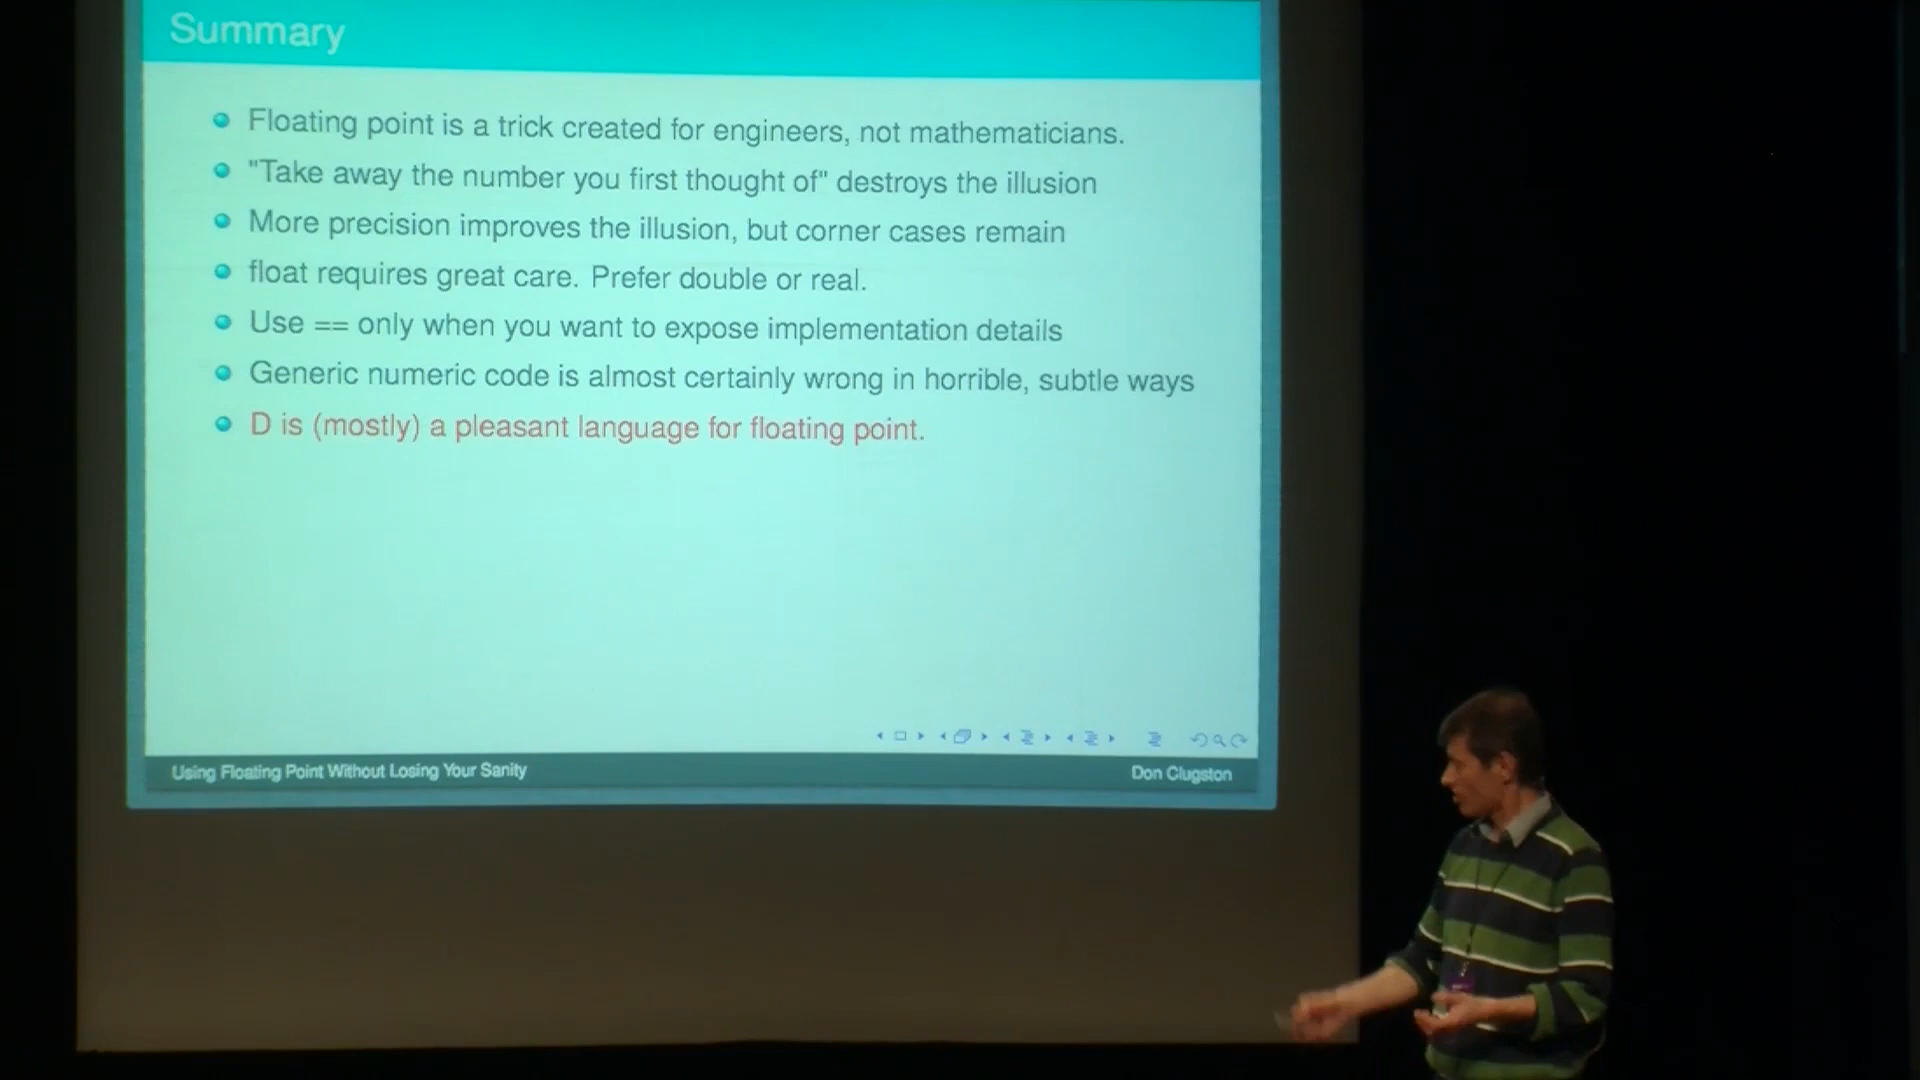 Summary
Floating point is a trick created for engineers, not mathematicians.
"Take away the number you first thought of" destroys the illusion
More precision improves the illusion, but corner cases remain
float requires great care. Prefer double or real.
Use == only when you want to expose implementation details
Generic numeric code is almost certainly wrong in horrible, subtle ways
D is (mostly) a pleasant language for floating point.
Using Floating Point Without Losing Your Sanity
Don Clugston